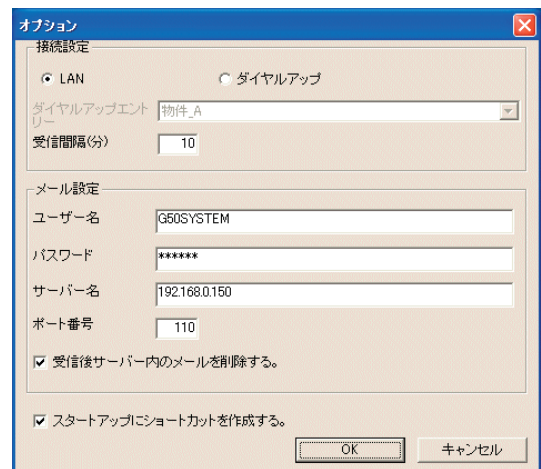 オプション
接続設定
LAN
ダイヤルアップ
ダイヤルアップエント
リー
物件_A
受信間隔(分)
10
メール設定
ユーザー名
G50SYSTEM
パスワード
******
サーバー名
192.168.0.150
ポート番号
110
受信後サーバー内のメールを削除する。
スタートアップにショートカットを作成する。
OK
キャンセル